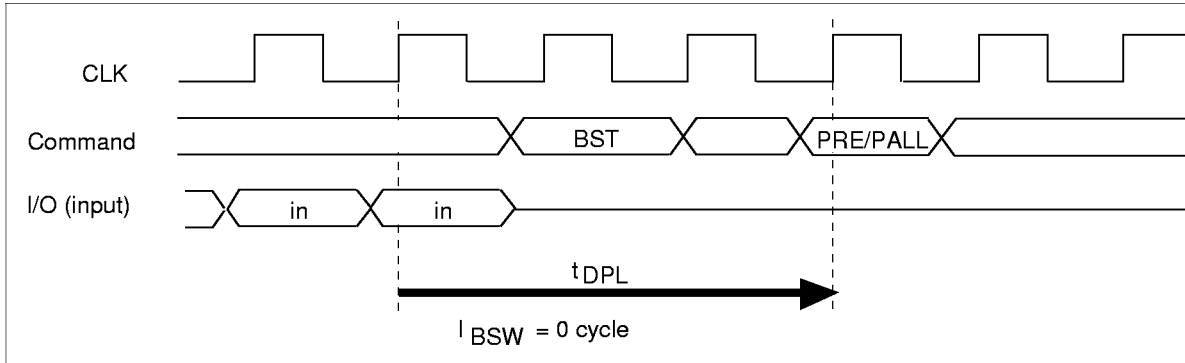 CLK
Command
BST
PRE/PALL
I/O (input)
in
in
tDPL
lBSW = 0 cycle